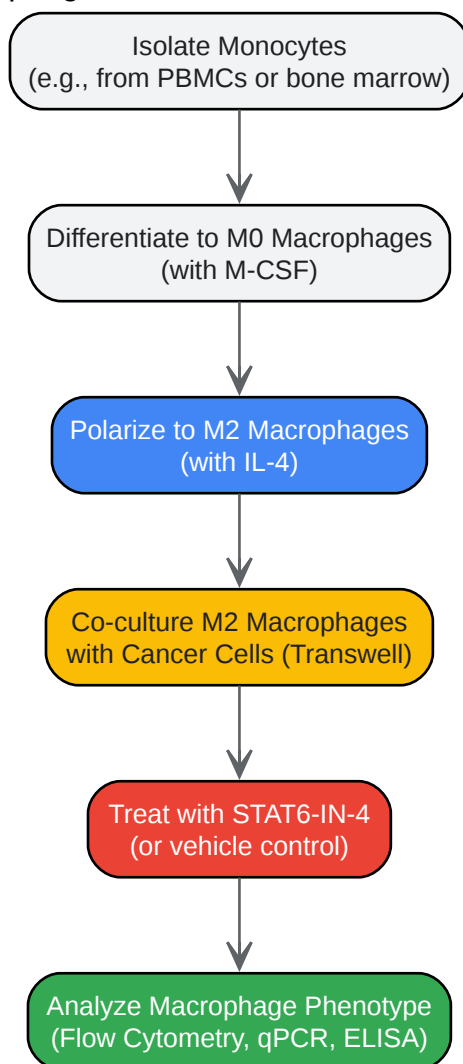 Isolate Monocytes
(e.g., from PBMCs or bone marrow)
Differentiate to M0 Macrophages
(with M-CSF)
Polarize to M2 Macrophages
(with IL-4)
Co-culture M2 Macrophages
with Cancer Cells (Transwell)
Treat with STAT6-IN-4
(or vehicle control)
Analyze Macrophage Phenotype
(Flow Cytometry, qPCR, ELISA)